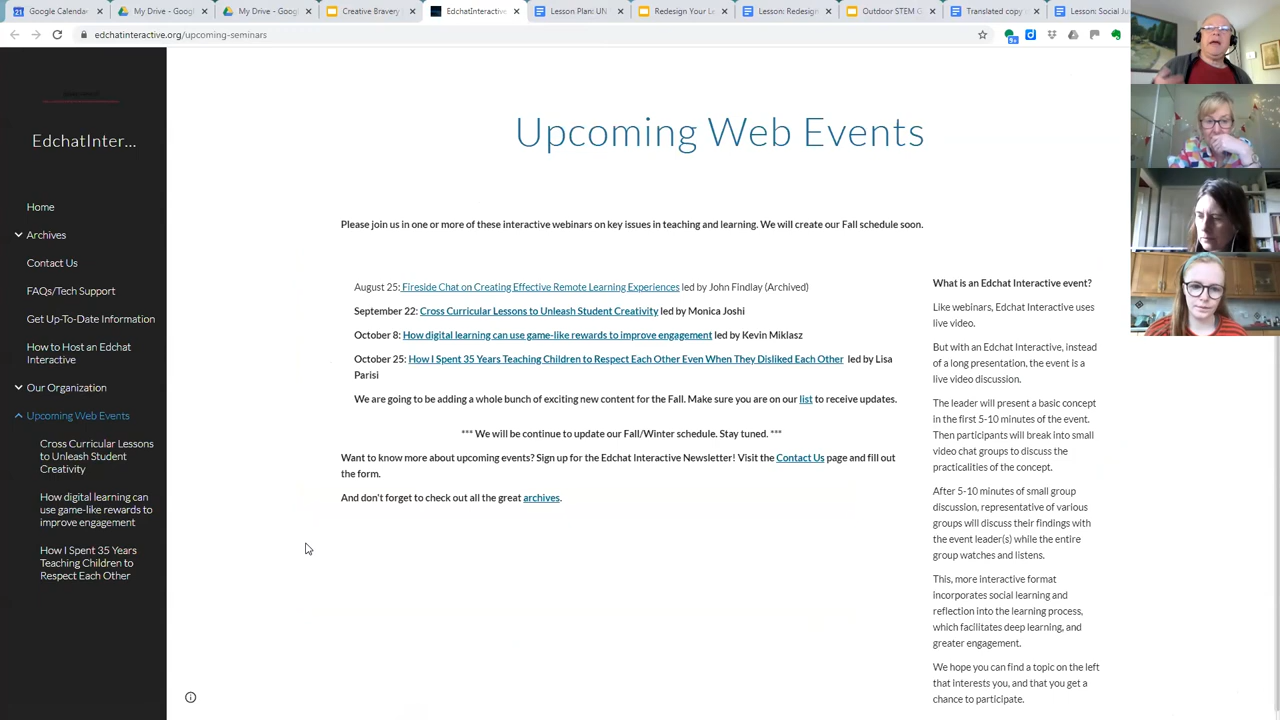 Google Calendar
My Drive - Googl
My Drive - Googl
Creative Bravery
EdchatInteractive
Lesson Plan: UN
Redesign Your Le
Lesson: Redesign
Outdoor STEM G
Translated copy
Lesson: Social Ju
edchatinteractive.org/upcoming-seminars
EdchatInter...
Home
Archives
Contact Us
FAQs/Tech Support
Get Up-To-Date Information
How to Host an Edchat
Interactive
Our Organization
Upcoming Web Events
Cross Curricular Lessons
to Unleash Student
Creativity
How digital learning can
use game-like rewards to
improve engagement
How I Spent 35 Years
Teaching Children to
Respect Each Other
Upcoming Web Events
Please join us in one or more of these interactive webinars on key issues in teaching and learning. We will create our Fall schedule soon.
August 25: Fireside Chat on Creating Effective Remote Learning Experiences led by John Findlay (Archived)
September 22: Cross Curricular Lessons to Unleash Student Creativity led by Monica Joshi
October 8: How digital learning can use game-like rewards to improve engagement led by Kevin Miklasz
October 25: How I Spent 35 Years Teaching Children to Respect Each Other Even When They Disliked Each Other led by Lisa
Parisi
We are going to be adding a whole bunch of exciting new content for the Fall. Make sure you are on our list to receive updates.
*** We will be continue to update our Fall/Winter schedule. Stay tuned. ***
Want to know more about upcoming events? Sign up for the Edchat Interactive Newsletter! Visit the Contact Us page and fill out
the form.
And don't forget to check out all the great archives.
What is an Edchat Interactive event?
Like webinars, Edchat Interactive uses
live video.
But with an Edchat Interactive, instead
of a long presentation, the event is a
live video discussion.
The leader will present a basic concept
in the first 5-10 minutes of the event.
Then participants will break into small
video chat groups to discuss the
practicalities of the concept.
After 5-10 minutes of small group
discussion, representative of various
groups will discuss their findings with
the event leader(s) while the entire
group watches and listens.
This, more interactive format
incorporates social learning and
reflection into the learning process,
which facilitates deep learning, and
greater engagement.
We hope you can find a topic on the left
that interests you, and that you get a
chance to participate.